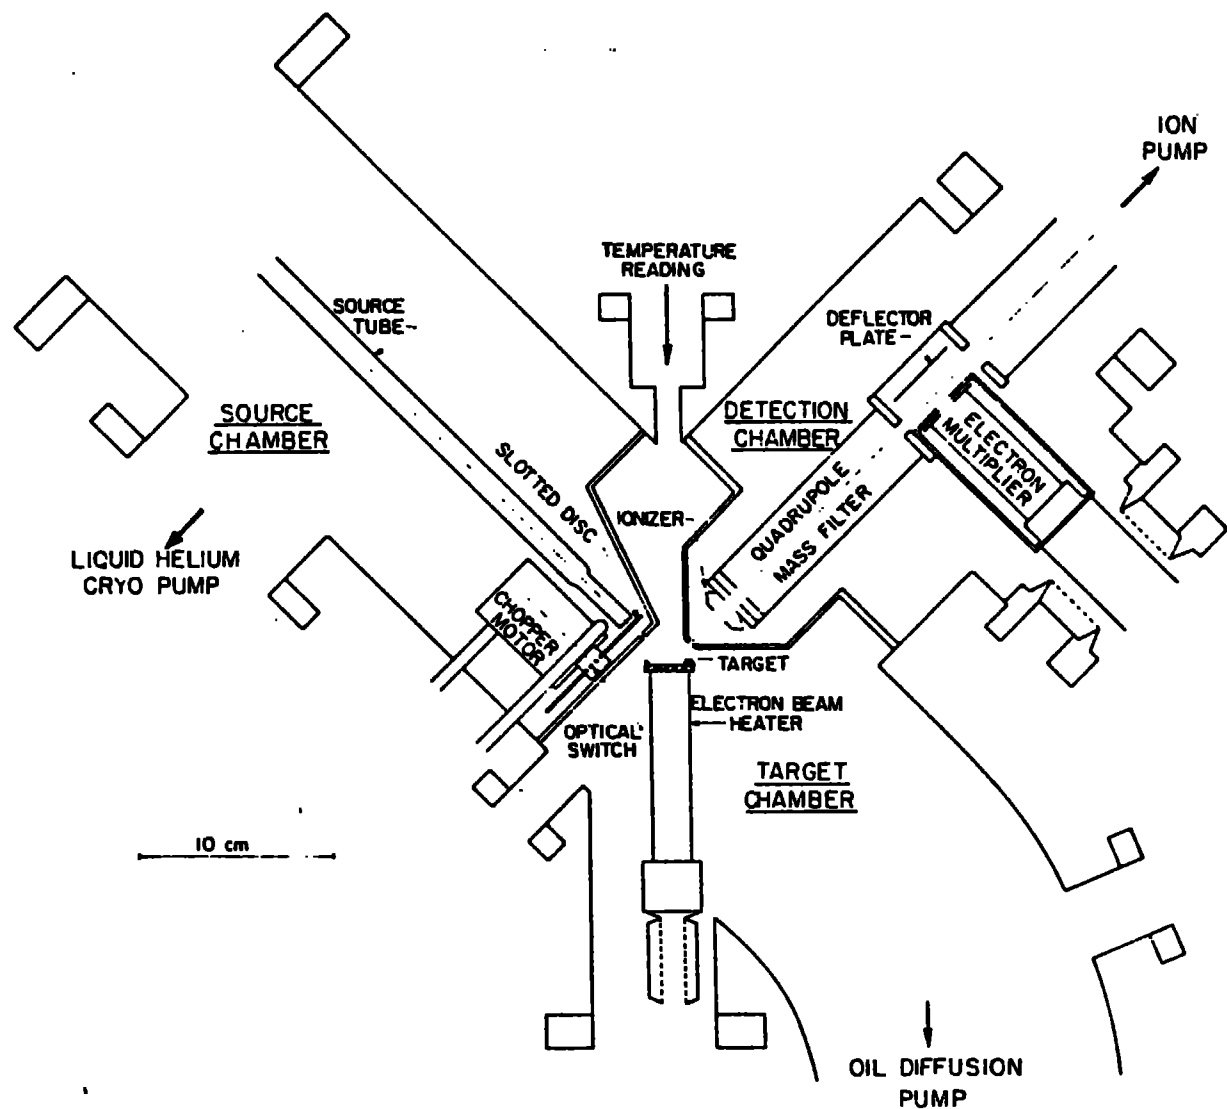 ION
PUMP
TEMPERATURE
READING
SOURCE
TUBE-
DEFLECTOR
PLATE-
SOURCE
CHAMBER
DETECTION
CHAMBER
SLOTTED DISC
ELECTRON
MULTIPLIER
IONIZER-
QUADRUPOLE
MASS FILTER
LIQUID HELIUM
CRYO PUMP
CHOPPER
MOTOR
-TARGET
ELECTRON BEAM
HEATER
OPTICAL
SWITCH
TARGET
CHAMBER
10 cm
OIL DIFFUSION
PUMP